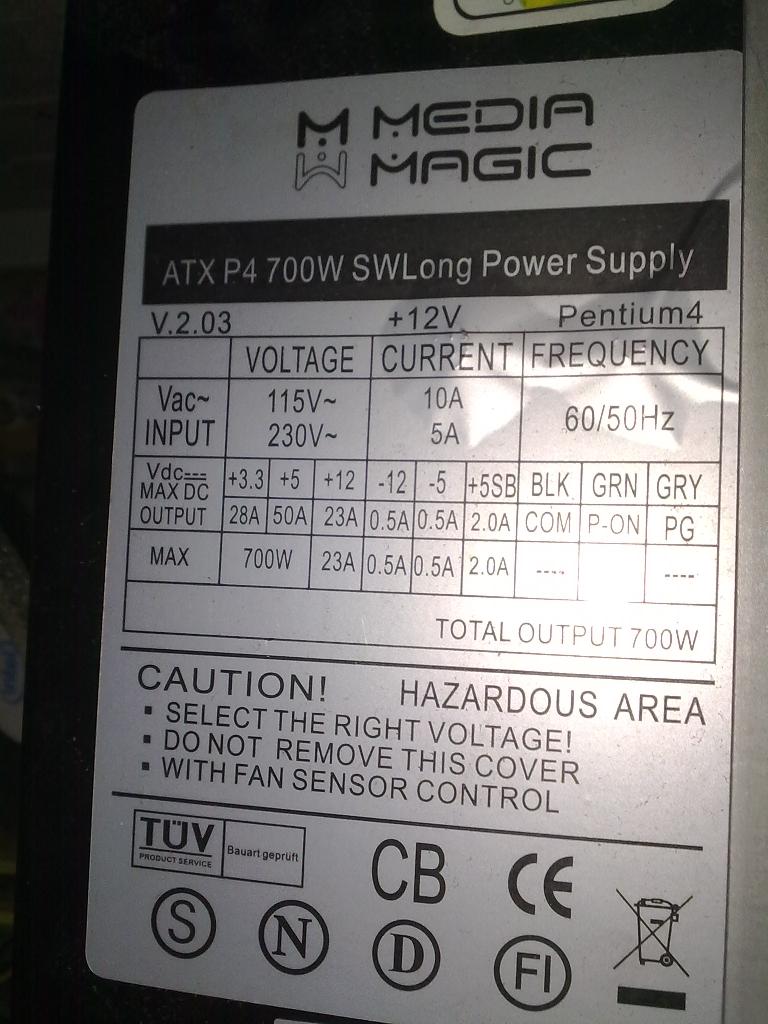 MEDIA
MAGIC
ATX P4 700W SWLong Power Supply
V.2.03 +12V Pentium4
VOLTAGE CURRENT FREQUENCY
Vac~ INPUT 115V~ 230V~ 10A 5A 60/50Hz
Vdc MAX DC OUTPUT +3.3 +5 +12 -12 -5 +5SB BLK GRN GRY
28A 50A 23A 0.5A 0.5A 2.0A COM P-ON PG
MAX 700W 23A 0.5A 0.5A 2.0A ---- ----
TOTAL OUTPUT 700W
CAUTION! HAZARDOUS AREA
▪ SELECT THE RIGHT VOLTAGE!
▪ DO NOT REMOVE THIS COVER
▪ WITH FAN SENSOR CONTROL
TÜV PRODUCT SERVICE Bauart geprüft CB CE
S N D FI